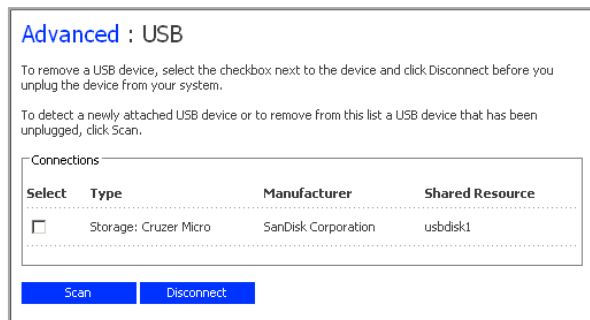 Advanced : USB
To remove a USB device, select the checkbox next to the device and click Disconnect before you
unplug the device from your system.
To detect a newly attached USB device or to remove from this list a USB device that has been
unplugged, click Scan.
Connections
Select Type Manufacturer Shared Resource
Storage: Cruzer Micro SanDisk Corporation usbdisk1
Scan Disconnect